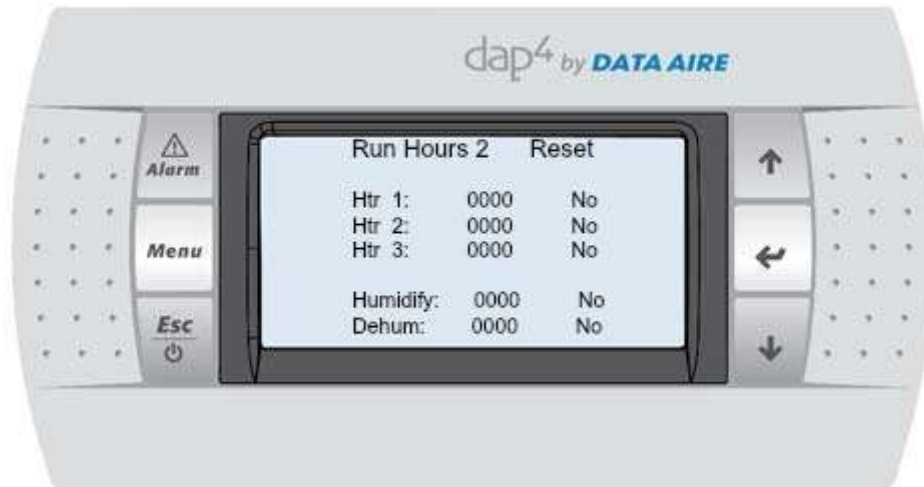 dap4 by DATA AIRE
Alarm
Menu
Esc
Run Hours 2 Reset
Htr 1: 0000 No
Htr 2: 0000 No
Htr 3: 0000 No
Humidify: 0000 No
Dehum: 0000 No